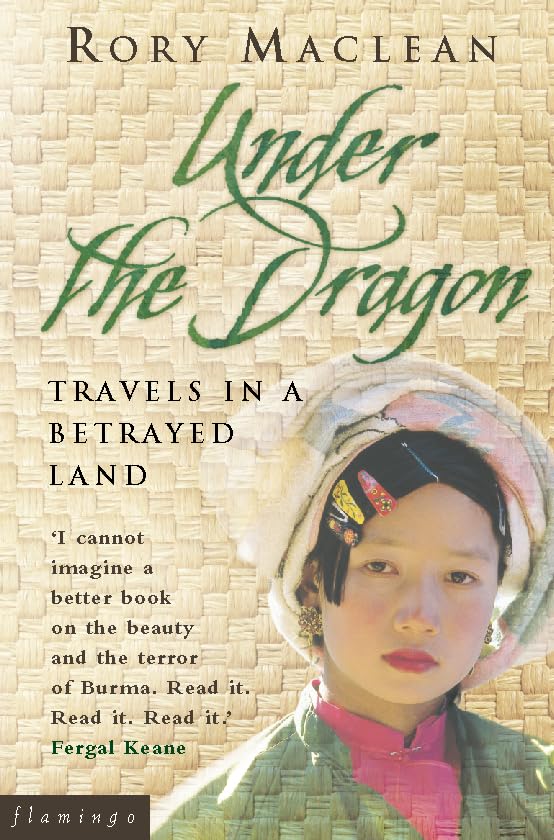 RORY MACLEAN
Under
the Dragon
TRAVELS IN A
BETRAYED
LAND
‘I cannot
imagine a
better book
on the beauty
and the terror
of Burma. Read it.
Read it. Read it.’
Fergal Keane
flamingo